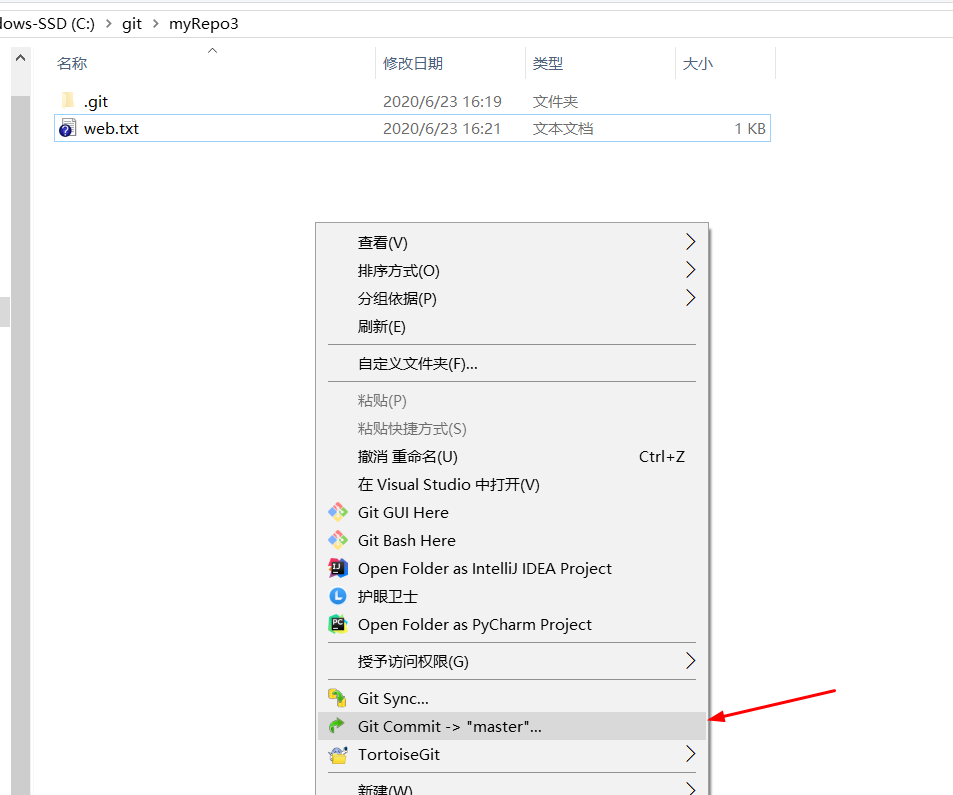 dows-SSD (C:) > git > myRepo3
名称 修改日期 类型 大小
.git 2020/6/23 16:19 文件夹
web.txt 2020/6/23 16:21 文本文档 1 KB
查看(V)
排序方式(O)
分组依据(P)
刷新(E)
自定义文件夹(F)...
粘贴(P)
粘贴快捷方式(S)
撤消 重命名(U) Ctrl+Z
在 Visual Studio 中打开(V)
Git GUI Here
Git Bash Here
Open Folder as IntelliJ IDEA Project
护眼卫士
Open Folder as PyCharm Project
授予访问权限(G)
Git Sync...
Git Commit -> "master"...
TortoiseGit
新建(W)